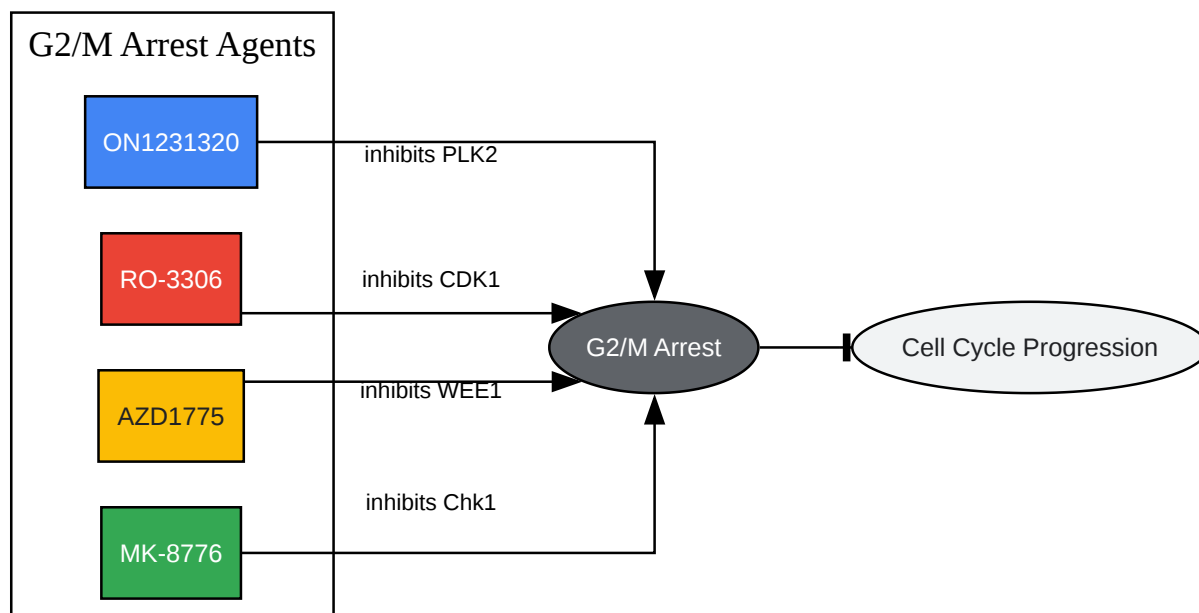 G2/M Arrest Agents
ON1231320
inhibits PLK2
RO-3306
inhibits CDK1
G2/M Arrest
Cell Cycle Progression
AZD1775
inhibits WEE1
inhibits Chk1
MK-8776